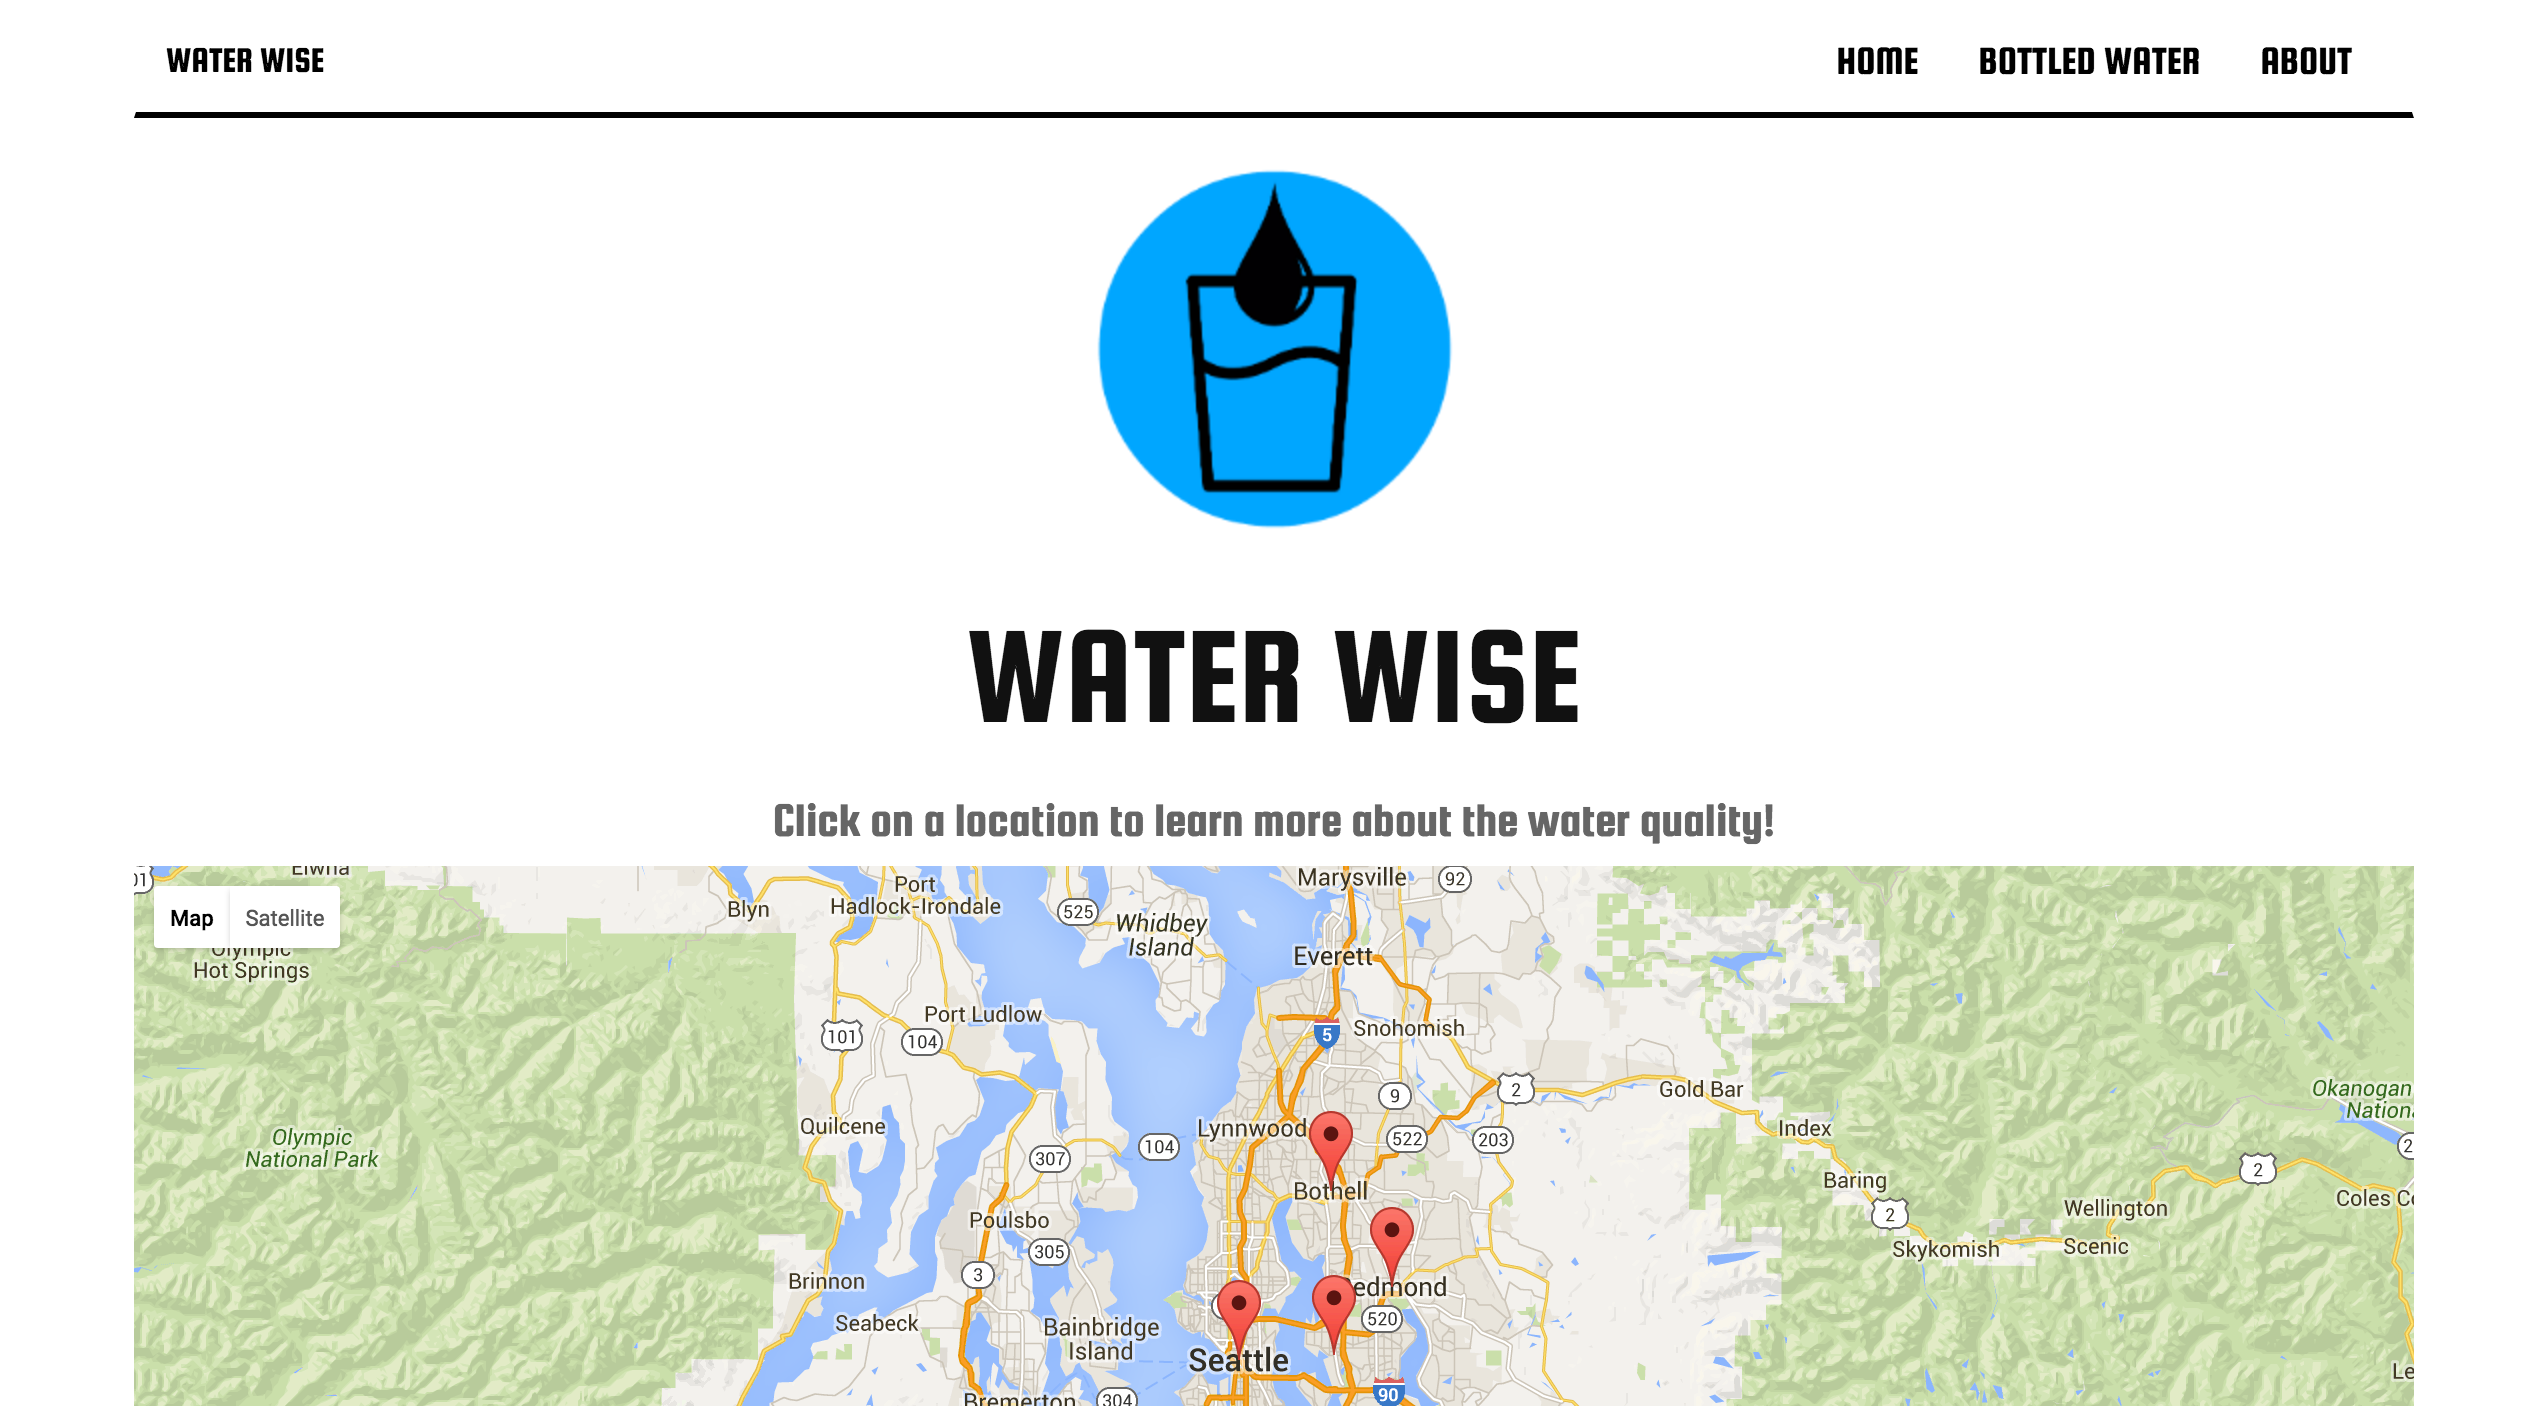 WATER WISE
HOME BOTTLED WATER ABOUT
WATER WISE
Click on a location to learn more about the water quality!
Elwha
Map Satellite
Olympic
Hot Springs
Blyn
Port
Hadlock-Irondale
525
Whidbey
Island
Marysville
92
Everett
Port Ludlow
101
104
5
Snohomish
9
2
Gold Bar
Okanogan
Quilcene
Lynnwood
522
203
Index
Olympic
National Park
307
104
Bothell
Baring
2
Wellington
Poulsbo
305
2
Skykomish
Scenic
3
Brinnon
edmond
Seabeck
Bainbridge
Island
520
Seattle
Bremerton
304
90